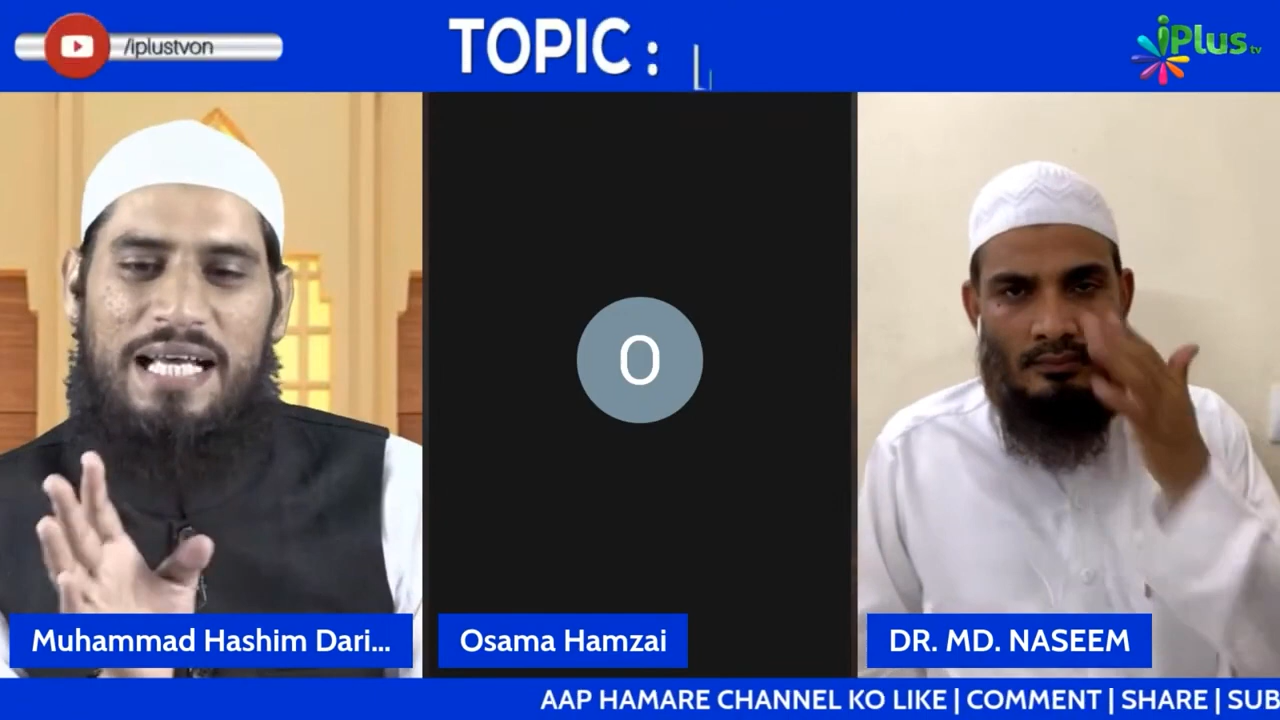 /iplustvon
TOPIC :
iPlus tv
O
Muhammad Hashim Dari...
Osama Hamzai
DR. MD. NASEEM
AAP HAMARE CHANNEL KO LIKE | COMMENT | SHARE | SUB